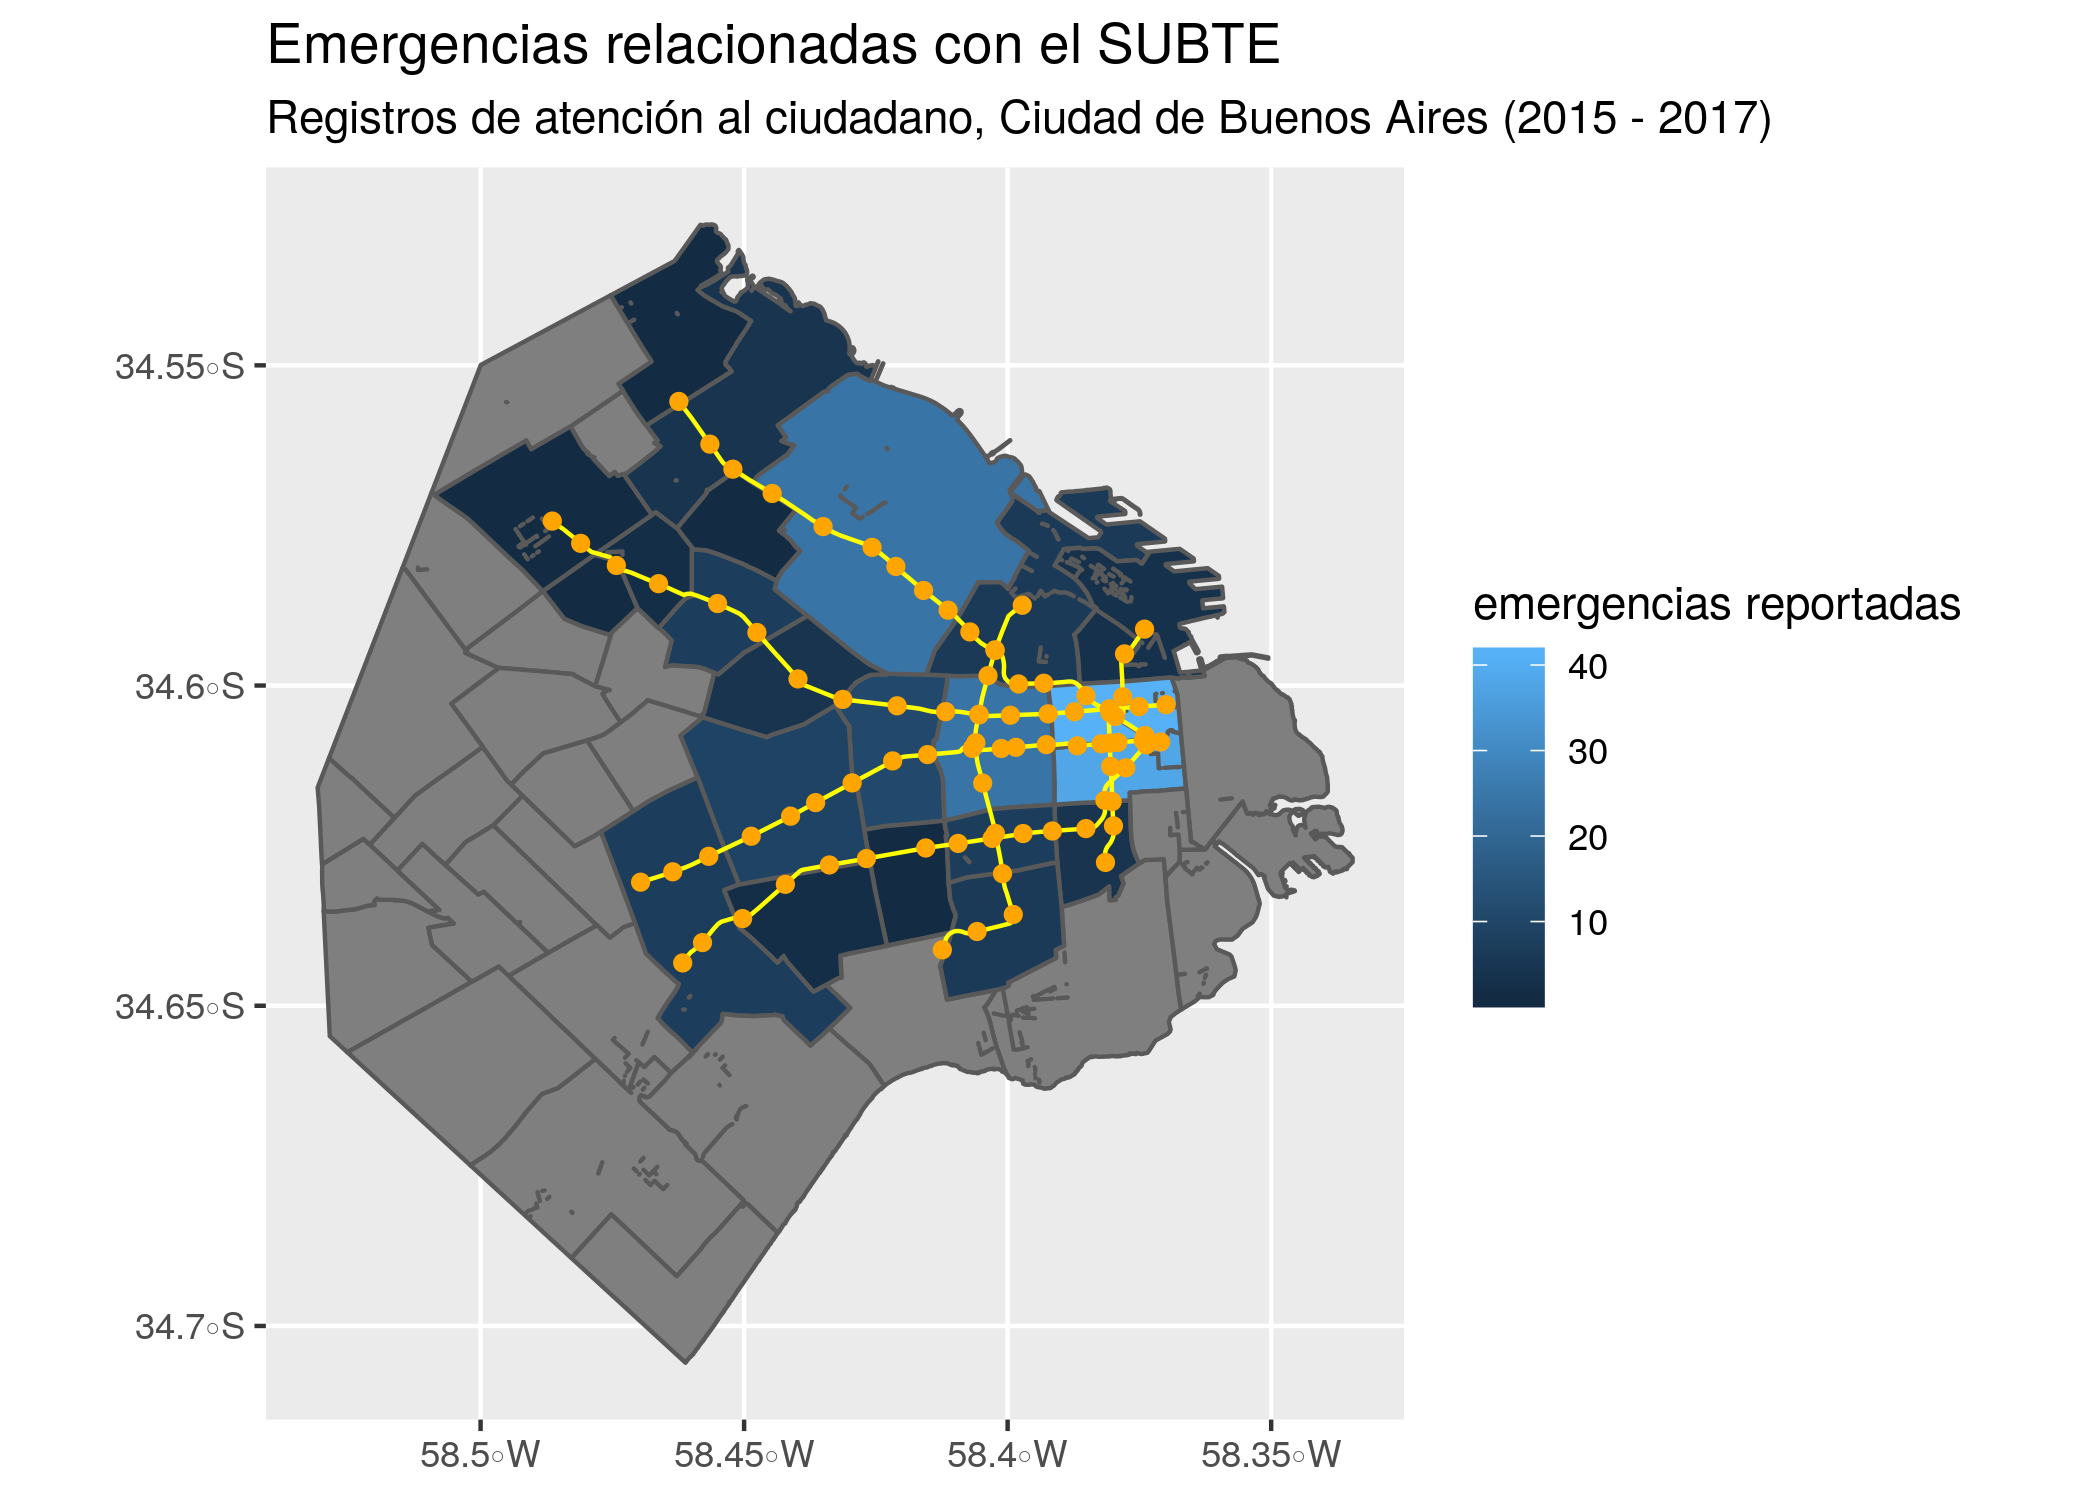 Emergencias relacionadas con el SUBTE
Registros de atención al ciudadano, Ciudad de Buenos Aires (2015 - 2017)
34.55°S
34.6°S
34.65°S
34.7°S
58.5°W
58.45°W
58.4°W
58.35°W
emergencias reportadas
40
30
20
10